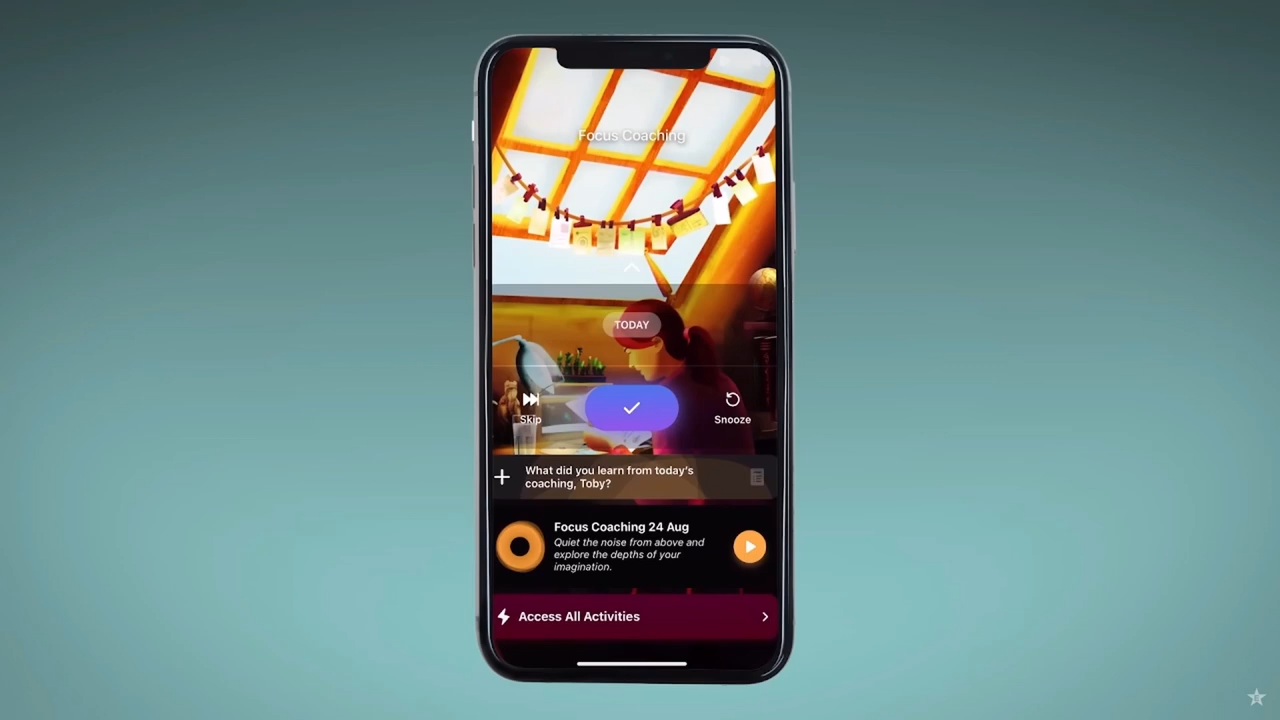 Focus Coaching
TODAY
Skip
Snooze
What did you learn from today's
coaching, Toby?
Focus Coaching 24 Aug
Quiet the noise from above and
explore the depths of your
imagination.
Access All Activities